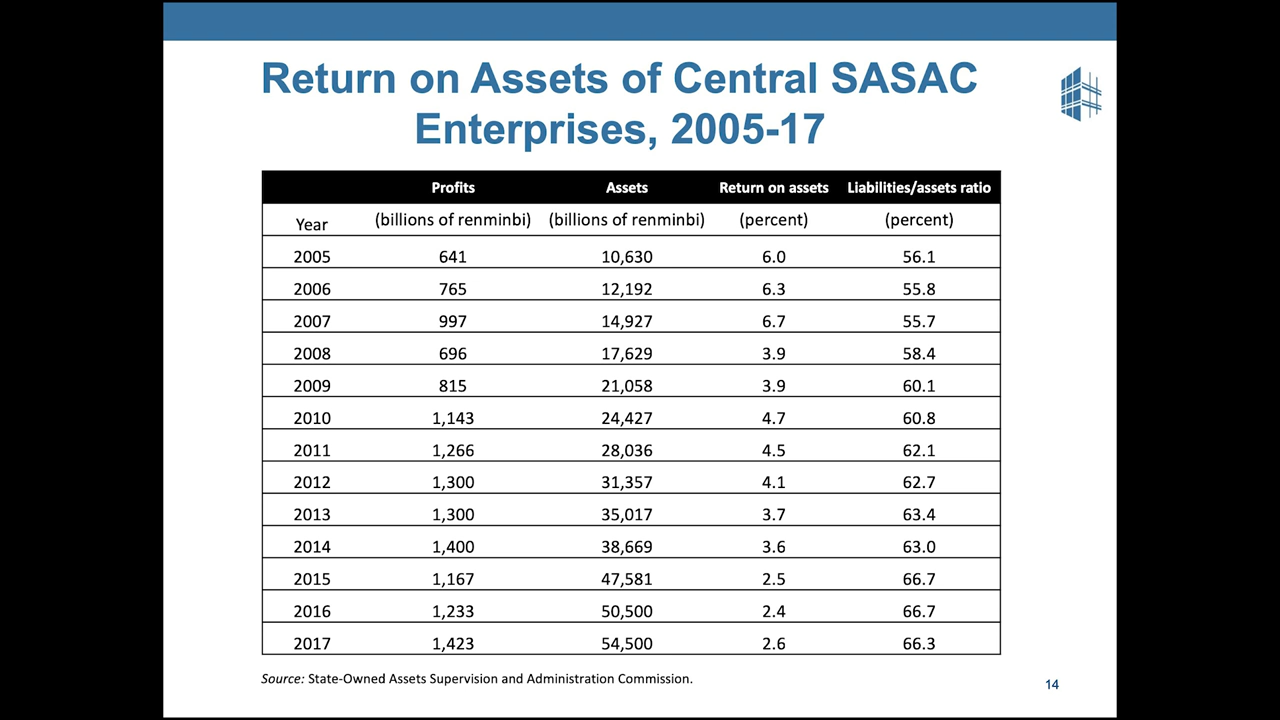 Return on Assets of Central SASAC
Enterprises, 2005-17
Profits Assets Return on assets Liabilities/assets ratio
Year (billions of renminbi) (billions of renminbi) (percent) (percent)
2005 641 10,630 6.0 56.1
2006 765 12,192 6.3 55.8
2007 997 14,927 6.7 55.7
2008 696 17,629 3.9 58.4
2009 815 21,058 3.9 60.1
2010 1,143 24,427 4.7 60.8
2011 1,266 28,036 4.5 62.1
2012 1,300 31,357 4.1 62.7
2013 1,300 35,017 3.7 63.4
2014 1,400 38,669 3.6 63.0
2015 1,167 47,581 2.5 66.7
2016 1,233 50,500 2.4 66.7
2017 1,423 54,500 2.6 66.3
Source: State-Owned Assets Supervision and Administration Commission.
14